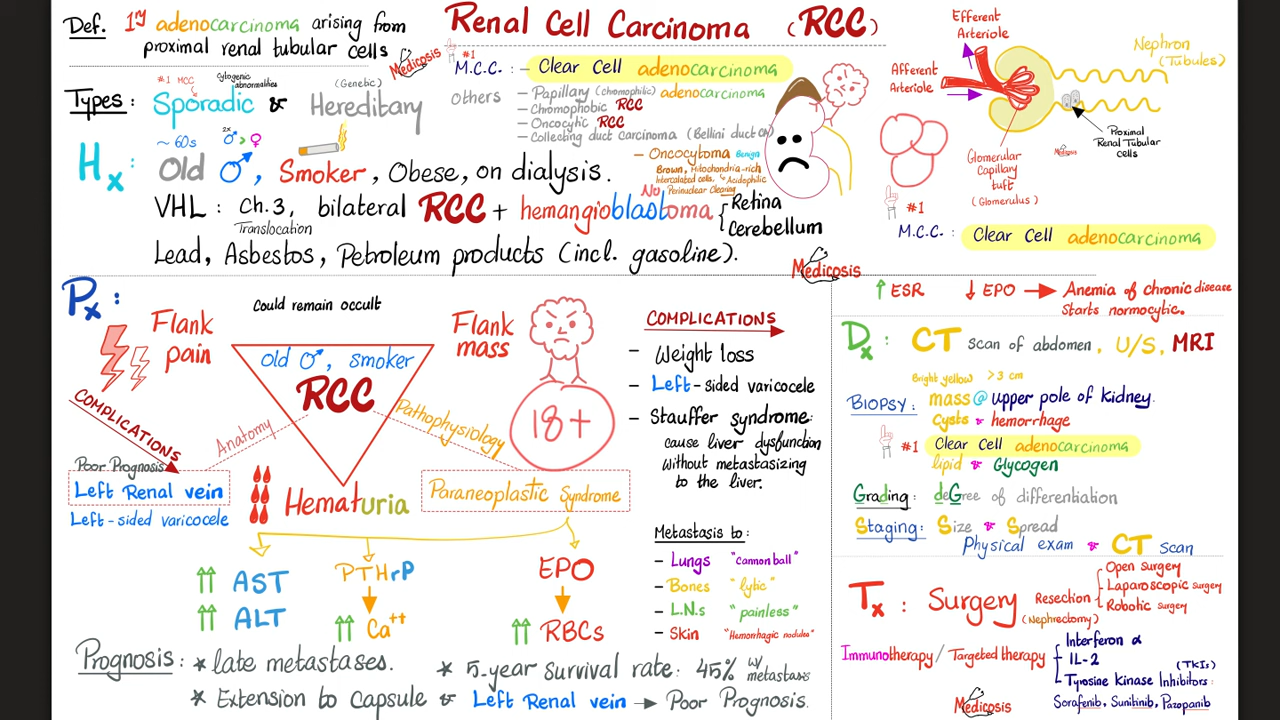 Def. 1ry adenocarcinoma arising from
proximal renal tubular cells
Medicosis
Renal Cell Carcinoma (RCC)
#1
M.C.C. : - Clear Cell adenocarcinoma
others
- Papillary (chomophilic) adenocarcinoma
- Chromophobic RCC
- Oncocytic RCC
- Collecting duct carcinoma (Bellini duct ca)
Types: Sporadic & Hereditary
#1 MCC
Cytogenic abnormalities
(Genetic)
~ 60s
2x ♂ > ♀
Hx : Old ♂, Smoker, Obese, on dialysis.
- Oncocytoma Benign
Brown, Mitochondria-rich
Intercalated cells. Acidophilic
No Perinuclear Clearing
VHL : Ch.3, bilateral RCC + hemangioblastoma { Retina
Cerebellum
Translocation
Lead, Asbestos, Petroleum products (incl. gasoline).
Medicosis
Efferent
Arteriole
Afferent
Arteriole
Nephron
(Tubules)
Proximal
Renal Tubular
cells
Medicosis
Glomerular
Capillary
tuft
(Glomerulus)
#1
M.C.C. : Clear Cell adenocarcinoma
Px :
Could remain occult
Flank
pain
Flank
mass
old ♂, smoker
RCC
18+
COMPLICATIONS
Anatomy
Pathophysiology
Poor Prognosis
Left Renal vein
Left-sided varicocele
Hematuria
Paraneoplastic Syndrome
↑↑ AST
↑↑ ALT
PTHrP
↑↑ Ca++
EPO
↑↑ RBCs
COMPLICATIONS
- Weight loss
- Left-sided varicocele
- Stauffer syndrome:
cause liver dysfunction
without metastasizing
to the liver.
Metastasis to:
- Lungs "cannon ball"
- Bones "lytic"
- L.N.s "painless"
- Skin "Hemorrhagic nodules"
Prognosis: * late metastases.
* 5-year survival rate: 45% w/ metastasis
* Extension to capsule & Left Renal vein → Poor Prognosis.
↑ ESR ↓ EPO → Anemia of chronic disease
Starts normocytic.
Dx : CT scan of abdomen, U/S, MRI
Bright yellow > 3 cm
BIOPSY: mass @ upper pole of kidney.
Cysts & hemorrhage
#1 Clear Cell adenocarcinoma
lipid & Glycogen
Grading: deGree of differentiation
Staging: Size & Spread
Physical exam & CT scan
Tx : Surgery
(Nephrectomy)
Resection { Open surgery
Laparoscopic surgery
Robotic surgery
Immunotherapy/Targeted therapy { Interferon α
IL-2
(TKIs)
Tyrosine Kinase Inhibitors:
Sorafenib, Sunitinib, Pazopanib
Medicosis